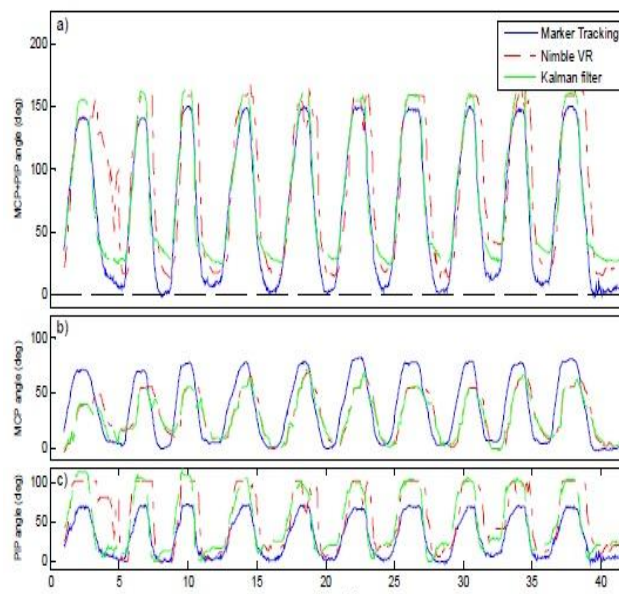 a)
Marker Tracking
Nimble VR
Kalman filter
200
150
100
50
0
MCP+PIP angle (deg)
b)
100
50
0
MCP angle (deg)
c)
100
50
0
PIP angle (deg)
0 5 10 15 20 25 30 35 40